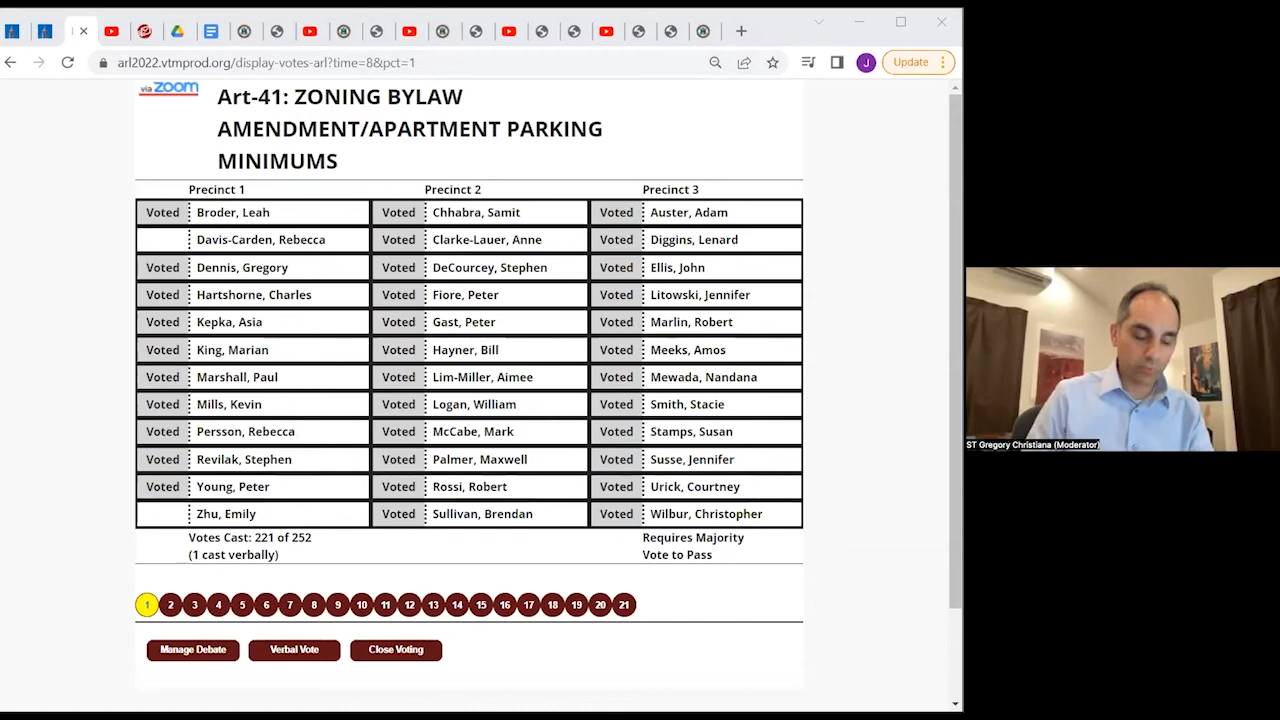 arl2022.vtmprod.org/display-votes-arl?time=8&pct=1
J
Update
via zoom
Art-41: ZONING BYLAW
AMENDMENT/APARTMENT PARKING
MINIMUMS
Precinct 1 Precinct 2 Precinct 3
Voted Broder, Leah Voted Chhabra, Samit Voted Auster, Adam
Davis-Carden, Rebecca Voted Clarke-Lauer, Anne Voted Diggins, Lenard
Voted Dennis, Gregory Voted DeCourcey, Stephen Voted Ellis, John
Voted Hartshorne, Charles Voted Fiore, Peter Voted Litowski, Jennifer
Voted Kepka, Asia Voted Gast, Peter Voted Marlin, Robert
Voted King, Marian Voted Hayner, Bill Voted Meeks, Amos
Voted Marshall, Paul Voted Lim-Miller, Aimee Voted Mewada, Nandana
Voted Mills, Kevin Voted Logan, William Voted Smith, Stacie
Voted Persson, Rebecca Voted McCabe, Mark Voted Stamps, Susan
Voted Revilak, Stephen Voted Palmer, Maxwell Voted Susse, Jennifer
Voted Young, Peter Voted Rossi, Robert Voted Urick, Courtney
Zhu, Emily Voted Sullivan, Brendan Voted Wilbur, Christopher
Votes Cast: 221 of 252 Requires Majority
(1 cast verbally) Vote to Pass
1 2 3 4 5 6 7 8 9 10 11 12 13 14 15 16 17 18 19 20 21
Manage Debate Verbal Vote Close Voting
ST Gregory Christiana (Moderator)